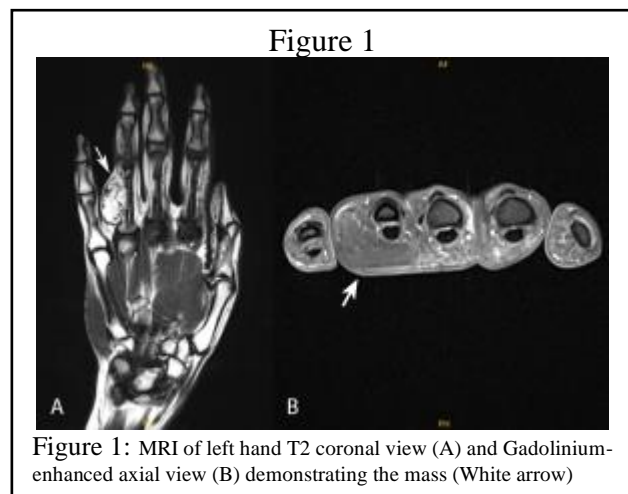 Figure 1
A
B
Figure 1: MRI of left hand T2 coronal view (A) and Gadolinium-
enhanced axial view (B) demonstrating the mass (White arrow)